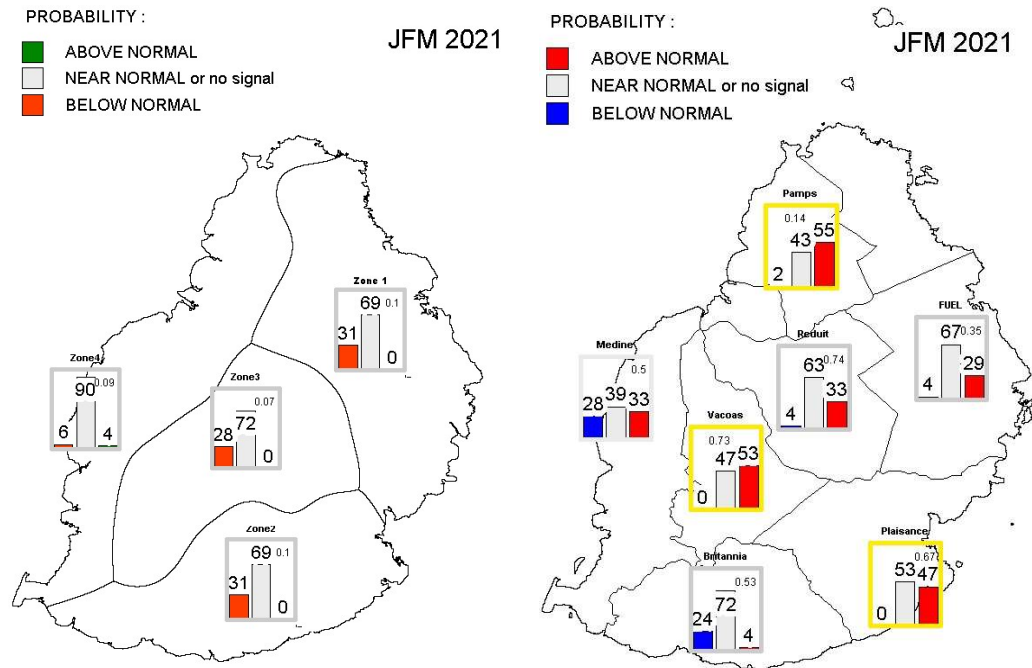 PROBABILITY :
JFM 2021
ABOVE NORMAL
NEAR NORMAL or no signal
BELOW NORMAL
Zone 1
69 0.1
31
0
Zone4
90 0.09
6
4
Zone3
0.07
72
28
0
Zone2
69 0.1
31
0
PROBABILITY :
JFM 2021
ABOVE NORMAL
NEAR NORMAL or no signal
BELOW NORMAL
Pamps
0.14
55
43
2
FUEL
67 0.35
29
4
Reduit
0.74
63
33
4
Medine
0.5
39
33
28
Vacoas
0.73
47 53
0
Plaisance
0.67
53 47
0
Britannia
0.53
72
24
4